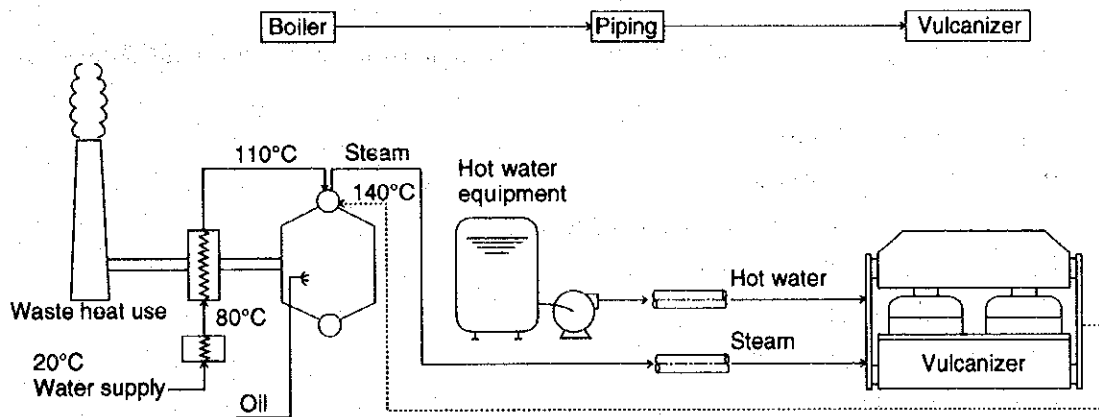 Boiler
Piping
Vulcanizer
110°C
Steam
140°C
Hot water
equipment
Hot water
Waste heat use
80°C
20°C
Water supply
Oil
Steam
Vulcanizer